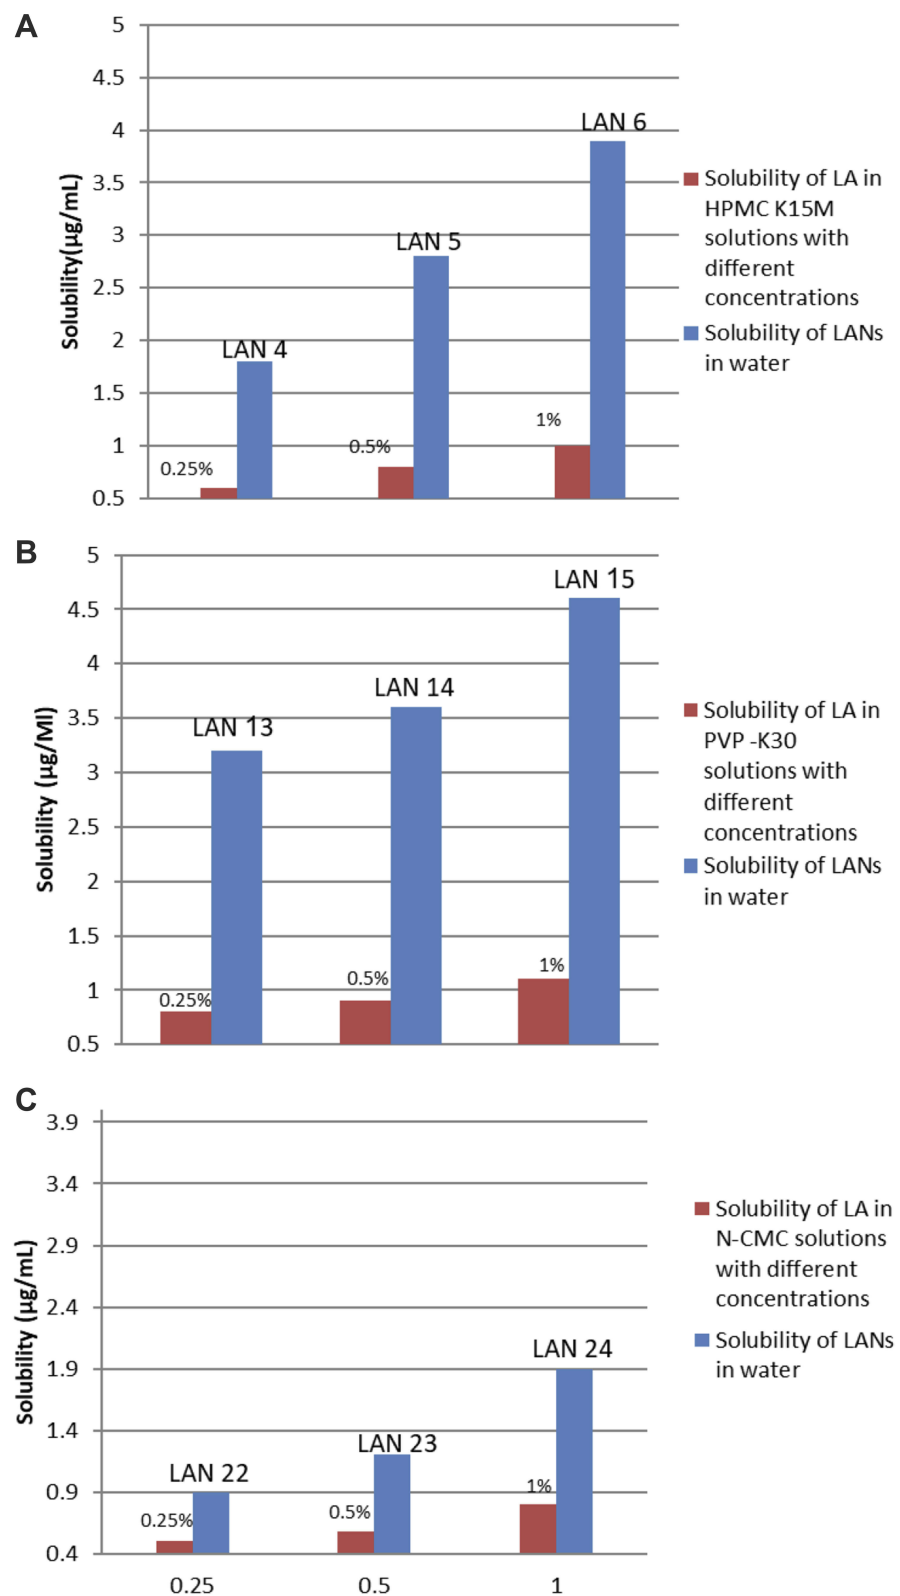 A
Solubility(µg/mL)
5
4.5
4
3.5
3
2.5
2
1.5
1
0.5
LAN 4
LAN 5
LAN 6
0.25%
0.5%
1%
Solubility of LA in
HPMC K15M
solutions with
different
concentrations
Solubility of LANs
in water
B
Solubility (µg/Ml)
5
4.5
4
3.5
3
2.5
2
1.5
1
0.5
LAN 13
LAN 14
LAN 15
0.25%
0.5%
1%
Solubility of LA in
PVP -K30
solutions with
different
concentrations
Solubility of LANs
in water
C
Solubility (µg/mL)
3.9
3.4
2.9
2.4
1.9
1.4
0.9
0.4
LAN 22
LAN 23
LAN 24
0.25%
0.5%
1%
0.25
0.5
1
Solubility of LA in
N-CMC solutions
with different
concentrations
Solubility of LANs
in water